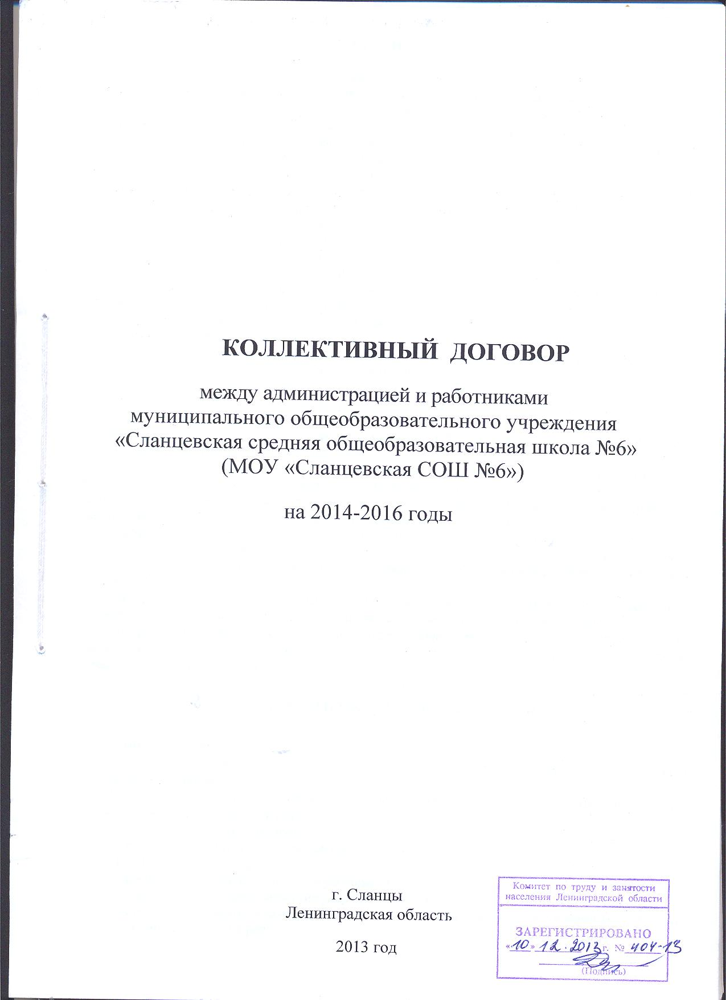 КОЛЛЕКТИВНЫЙ ДОГОВОР
между администрацией и работниками
муниципального общеобразовательного учреждения
«Сланцевская средняя общеобразовательная школа №6»
(МОУ «Сланцевская СОШ №6»)
на 2014-2016 годы
г. Сланцы
Ленинградская область
2013 год
Комитет по труду и занятости
населения Ленинградской области
ЗАРЕГИСТРИРОВАНО
«10» 12. 2013 г. № 404-13
(Подпись)